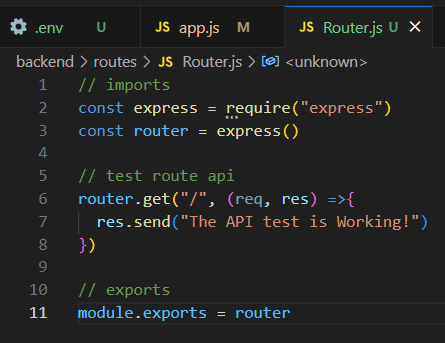 .env U JS app.js M JS Router.js U ×
backend > routes > JS Router.js > <unknown>
1 // imports
2 const express = require("express")
3 const router = express()
4
5 // test route api
6 router.get("/", (req, res) =>{
7 res.send("The API test is Working!")
8 })
9
10 // exports
11 module.exports = router